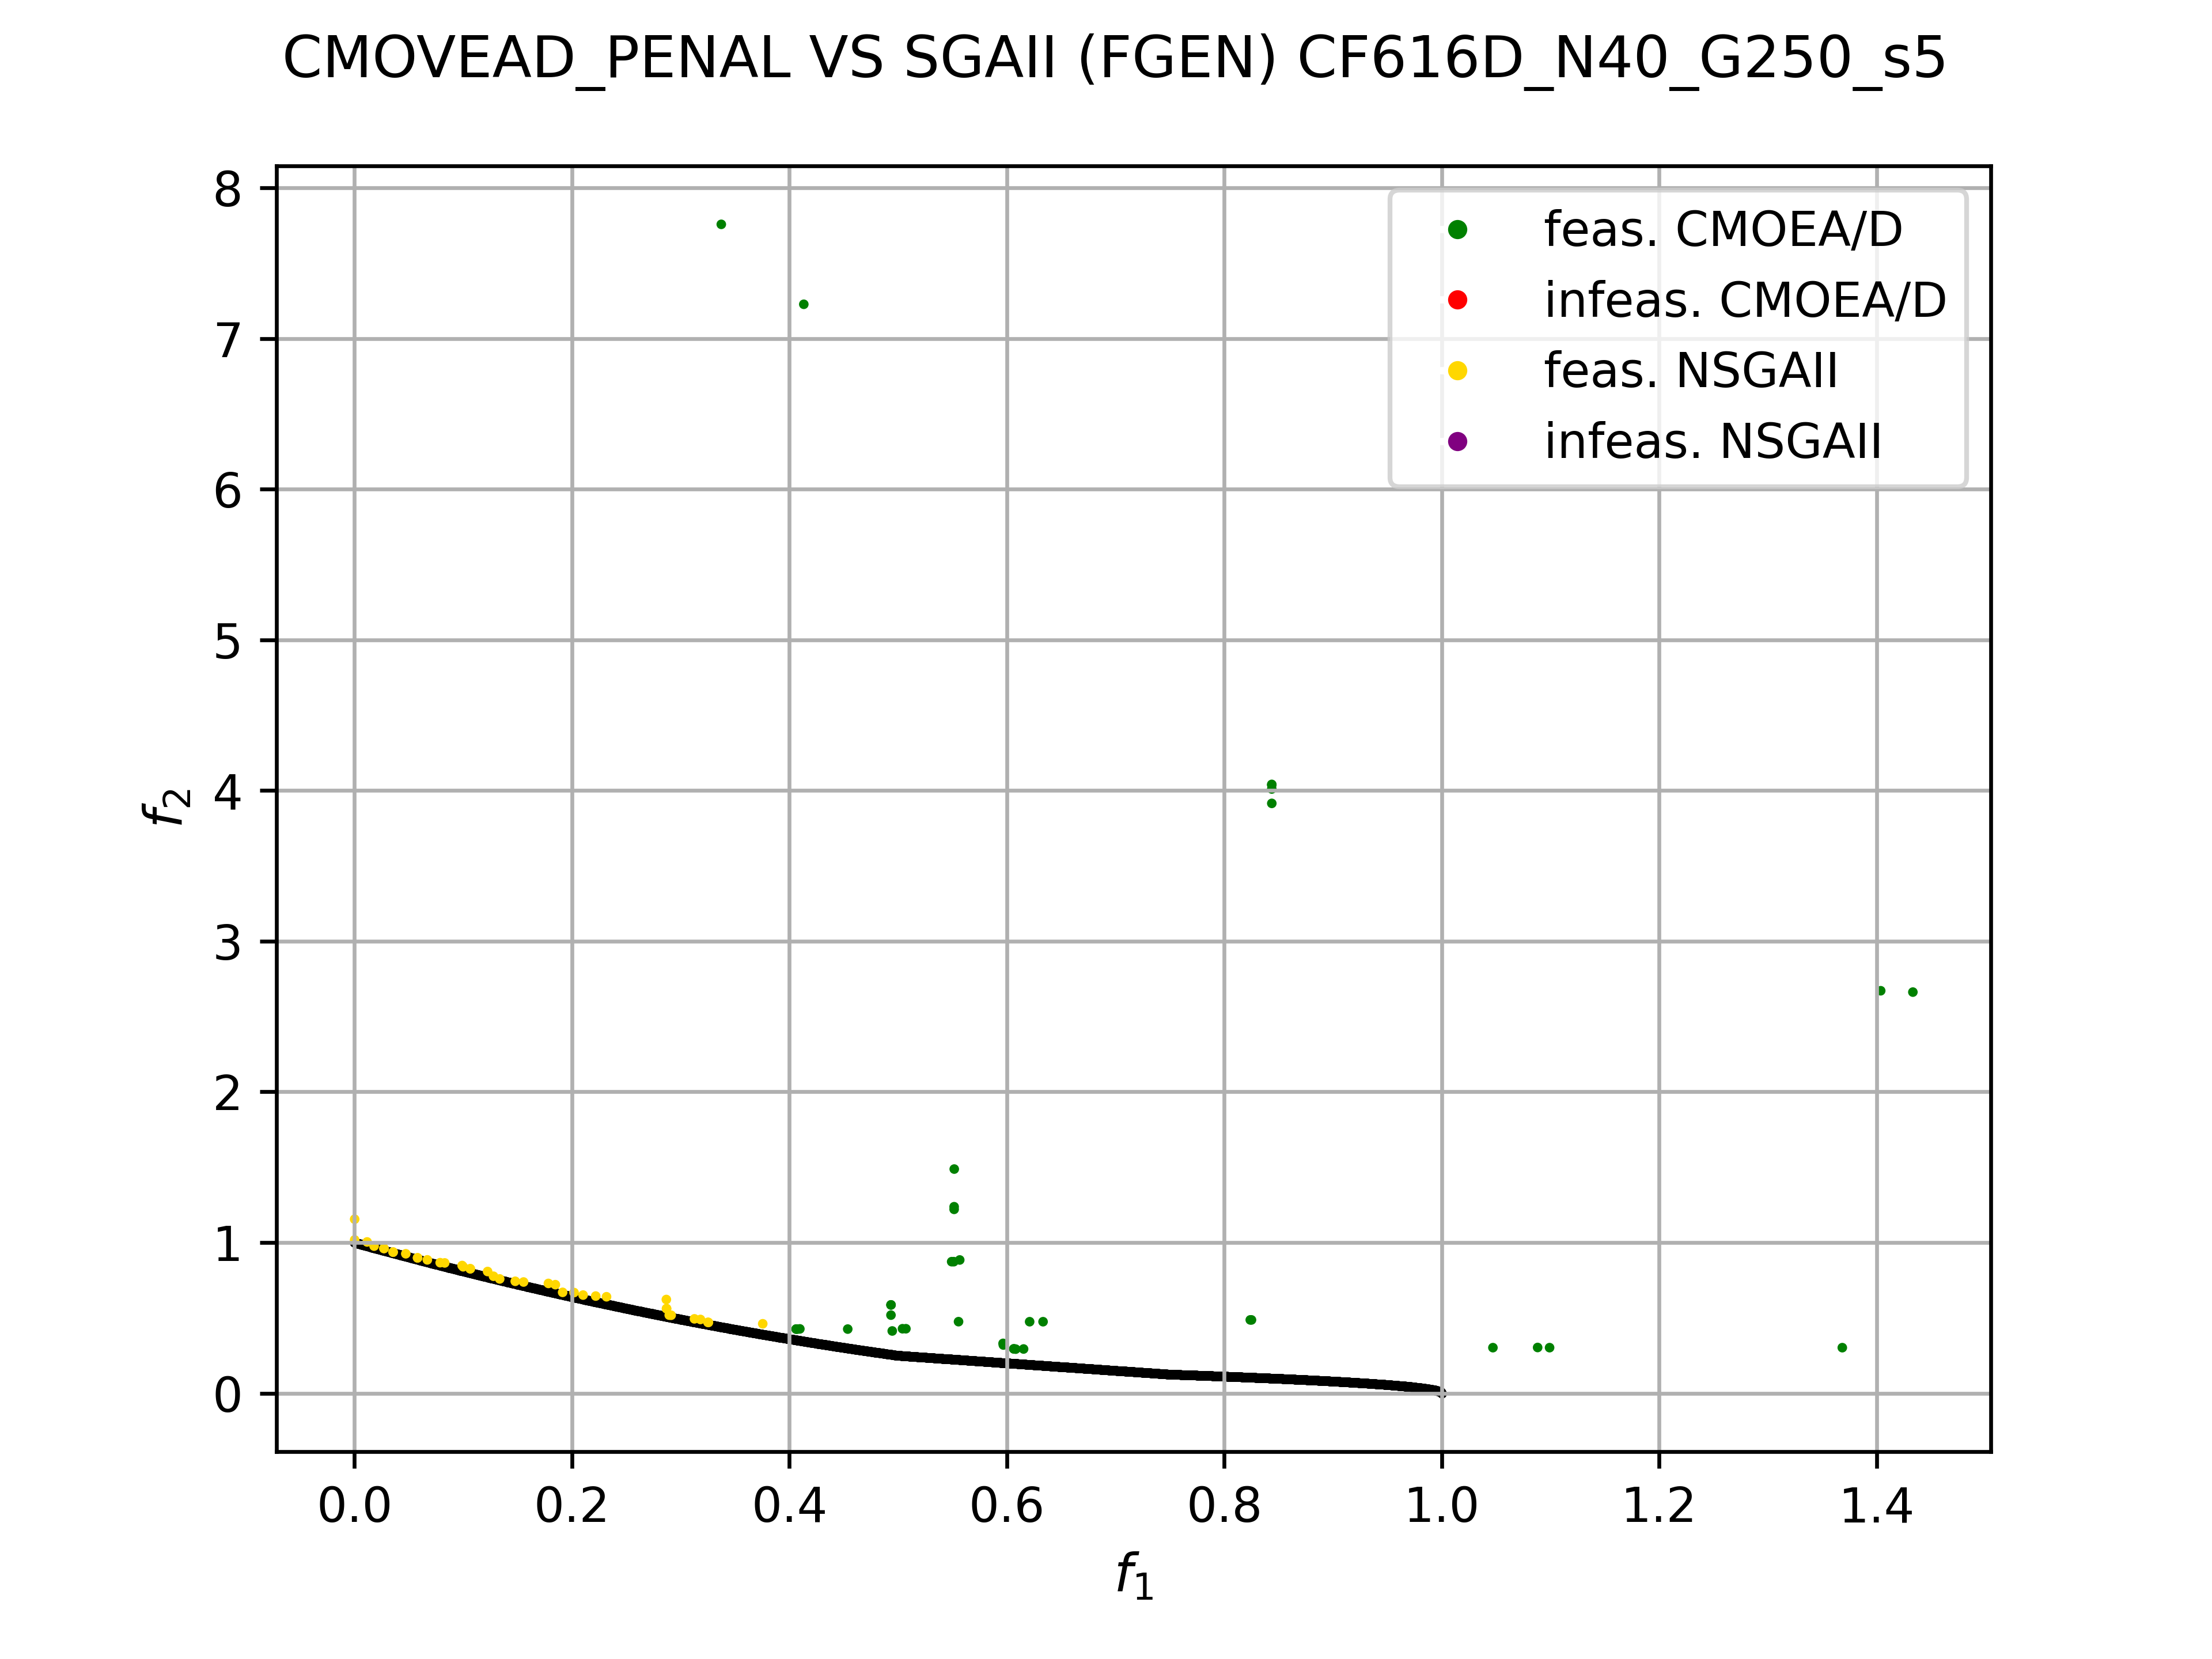 CMOVEAD_PENAL VS SGAII (FGEN) CF616D_N40_G250_s5
8
7
6
5
4
3
2
1
0
f2
feas. CMOEA/D
infeas. CMOEA/D
feas. NSGAII
infeas. NSGAII
0.0 0.2 0.4 0.6 0.8 1.0 1.2 1.4
f1